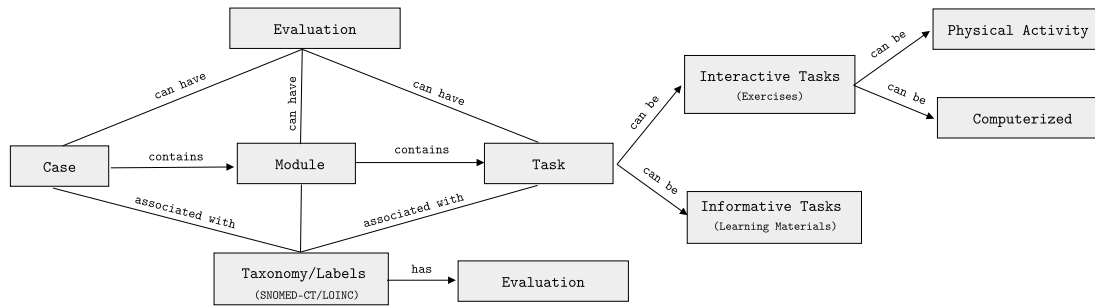 Evaluation
Physical Activity
can be
can have
can have
can have
Interactive Tasks
(Exercises)
can be
can be
Computerized
Case
contains
Module
contains
Task
can be
associated with
associated with
Informative Tasks
(Learning Materials)
Taxonomy/Labels
(SNOMED-CT/LOINC)
has
Evaluation